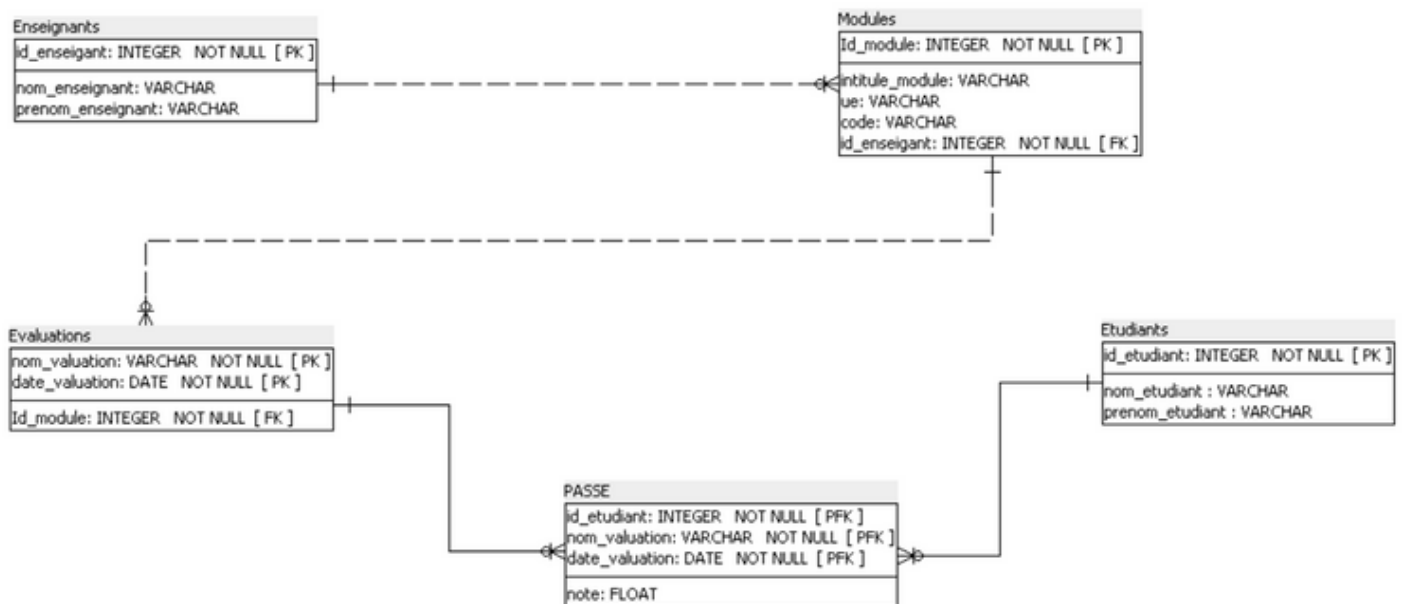 Enseignants
id_enseigant: INTEGER NOT NULL [ PK ]
nom_enseignant: VARCHAR
prenom_enseignant: VARCHAR
Modules
Id_module: INTEGER NOT NULL [ PK ]
intitule_module: VARCHAR
ue: VARCHAR
code: VARCHAR
id_enseigant: INTEGER NOT NULL [ FK ]
Evaluations
nom_valuation: VARCHAR NOT NULL [ PK ]
date_valuation: DATE NOT NULL [ PK ]
Id_module: INTEGER NOT NULL [ FK ]
Etudiants
id_etudiant: INTEGER NOT NULL [ PK ]
nom_etudiant : VARCHAR
prenom_etudiant : VARCHAR
PASSE
id_etudiant: INTEGER NOT NULL [ PFK ]
nom_valuation: VARCHAR NOT NULL [ PFK ]
date_valuation: DATE NOT NULL [ PFK ]
note: FLOAT